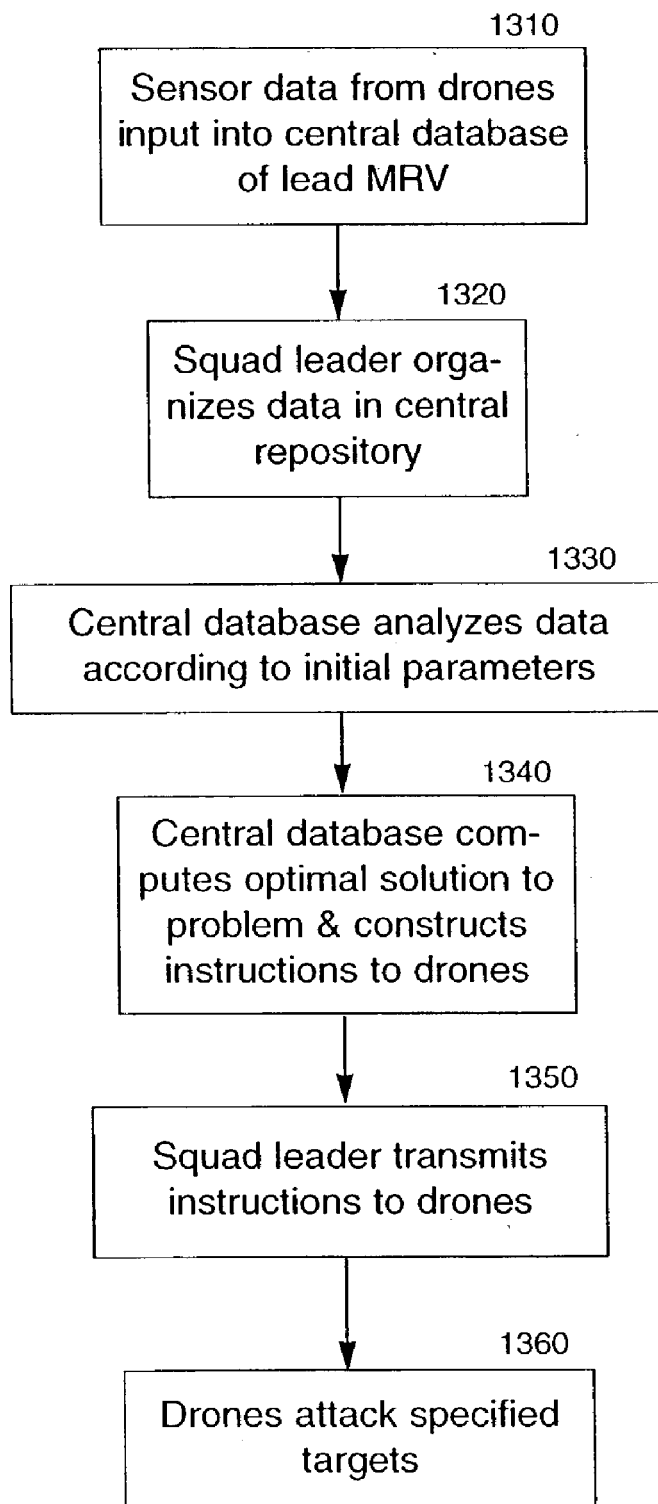 1310
Sensor data from drones
input into central database
of lead MRV
1320
Squad leader orga-
nizes data in central
repository
1330
Central database analyzes data
according to initial parameters
1340
Central database com-
putes optimal solution to
problem & constructs
instructions to drones
1350
Squad leader transmits
instructions to drones
1360
Drones attack specified
targets